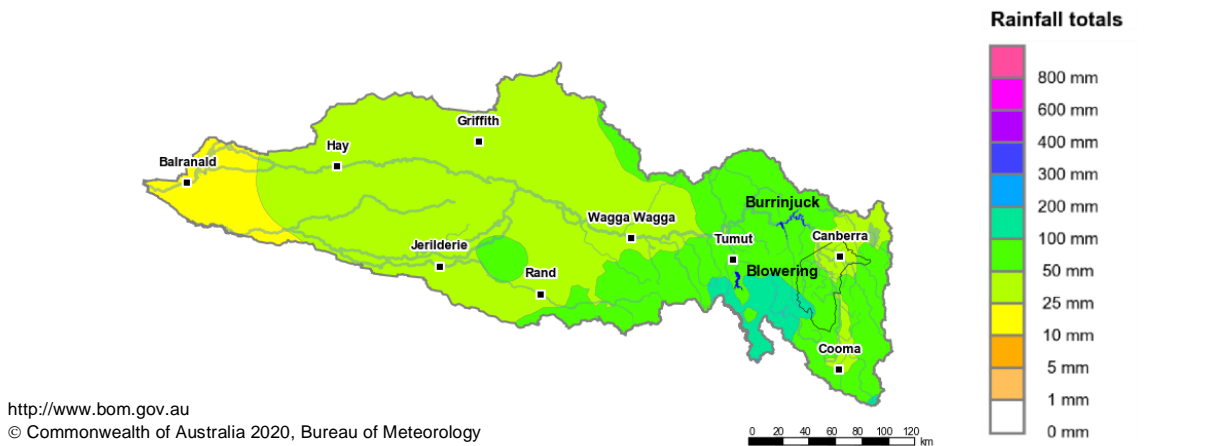 Rainfall totals
800 mm
600 mm
400 mm
300 mm
200 mm
100 mm
50 mm
25 mm
10 mm
5 mm
1 mm
0 mm
Griffith
Hay
Balranald
Burrinjuck
Wagga Wagga
Canberra
Tumut
Jerilderie
Blowering
Rand
Cooma
http://www.bom.gov.au
© Commonwealth of Australia 2020, Bureau of Meteorology
0 20 40 60 80 100 120
km